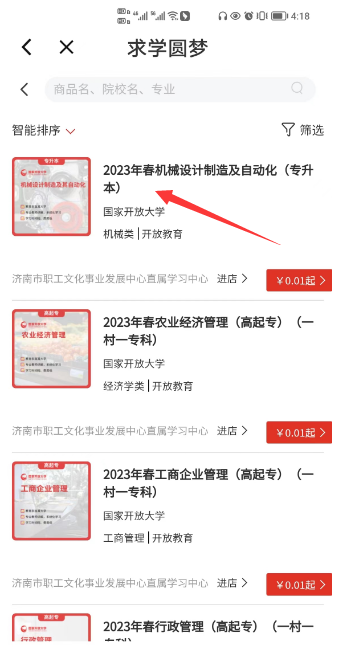 4:18
求学圆梦
商品名、院校名、专业
智能排序
筛选
专升本
机械设计制造及其自动化
2023年春机械设计制造及自动化（专升
本）
国家开放大学
机械类 | 开放教育
济南市职工文化事业发展中心直属学习中心 进店
￥0.01起
高起专
农业经济管理
2023年春农业经济管理（高起专）（一
村一专科）
国家开放大学
经济学类 | 开放教育
济南市职工文化事业发展中心直属学习中心 进店
￥0.01起
高起专
工商企业管理
2023年春工商企业管理（高起专）（一
村一专科）
国家开放大学
工商管理 | 开放教育
济南市职工文化事业发展中心直属学习中心 进店
￥0.01起
高起专
行政管理
2023年春行政管理（高起专）（一村一
专科）